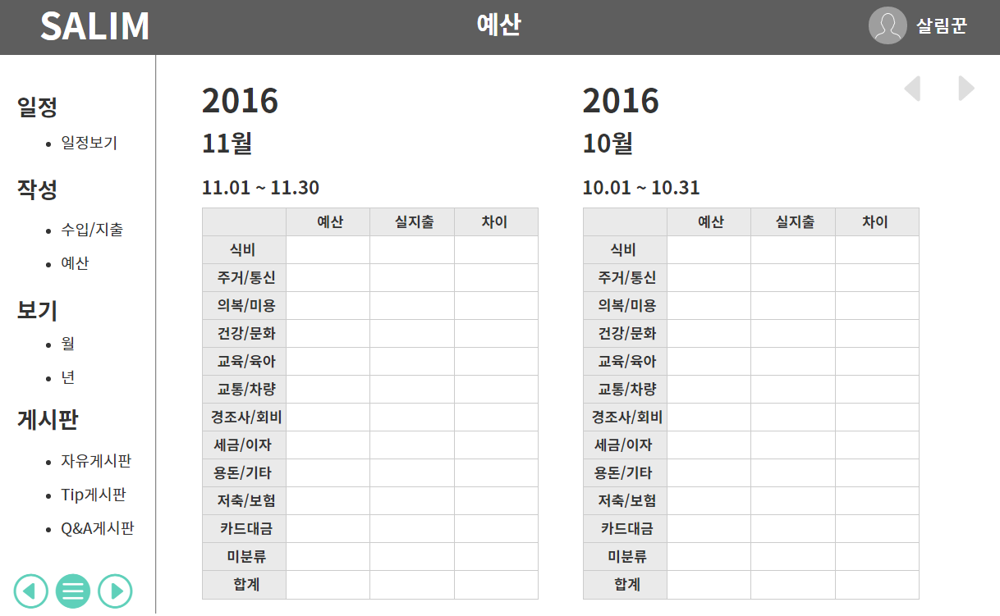 SALIM
예산
살림꾼
일정
일정보기
작성
수입/지출
예산
보기
월
년
게시판
자유게시판
Tip게시판
Q&A게시판
2016
11월
11.01 ~ 11.30
예산 실지출 차이
식비
주거/통신
의복/미용
건강/문화
교육/육아
교통/차량
경조사/회비
세금/이자
용돈/기타
저축/보험
카드대금
미분류
합계
2016
10월
10.01 ~ 10.31
예산 실지출 차이
식비
주거/통신
의복/미용
건강/문화
교육/육아
교통/차량
경조사/회비
세금/이자
용돈/기타
저축/보험
카드대금
미분류
합계